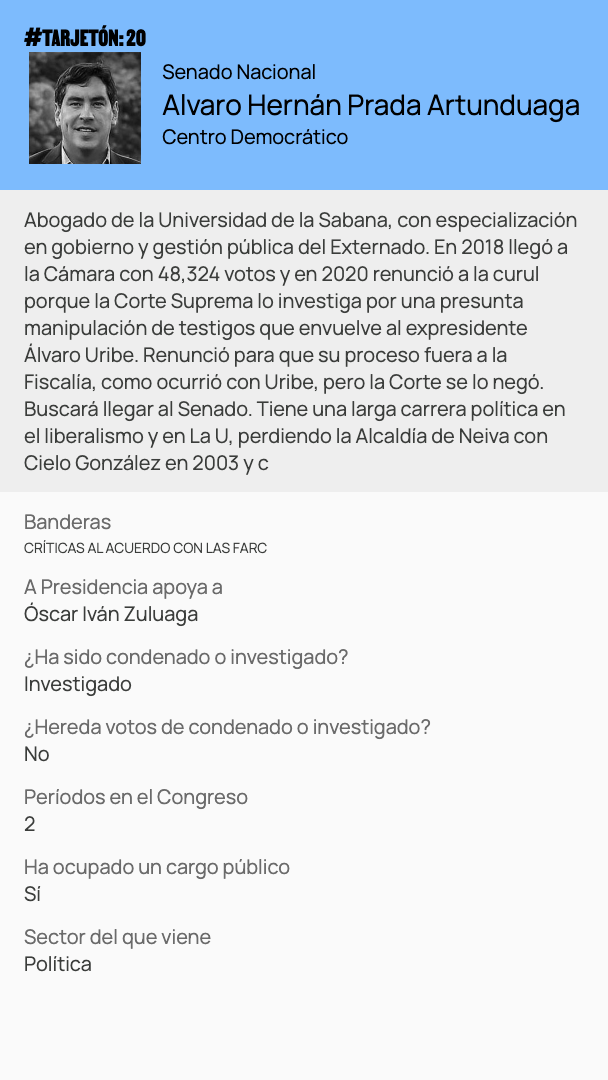 #TARJETÓN: 20
Senado Nacional
Alvaro Hernán Prada Artunduaga
Centro Democrático
Abogado de la Universidad de la Sabana, con especialización
en gobierno y gestión pública del Externado. En 2018 llegó a
la Cámara con 48,324 votos y en 2020 renunció a la curul
porque la Corte Suprema lo investiga por una presunta
manipulación de testigos que envuelve al expresidente
Álvaro Uribe. Renunció para que su proceso fuera a la
Fiscalía, como ocurrió con Uribe, pero la Corte se lo negó.
Buscará llegar al Senado. Tiene una larga carrera política en
el liberalismo y en La U, perdiendo la Alcaldía de Neiva con
Cielo González en 2003 y c
Banderas
CRÍTICAS AL ACUERDO CON LAS FARC
A Presidencia apoya a
Óscar Iván Zuluaga
¿Ha sido condenado o investigado?
Investigado
¿Hereda votos de condenado o investigado?
No
Períodos en el Congreso
2
Ha ocupado un cargo público
Sí
Sector del que viene
Política